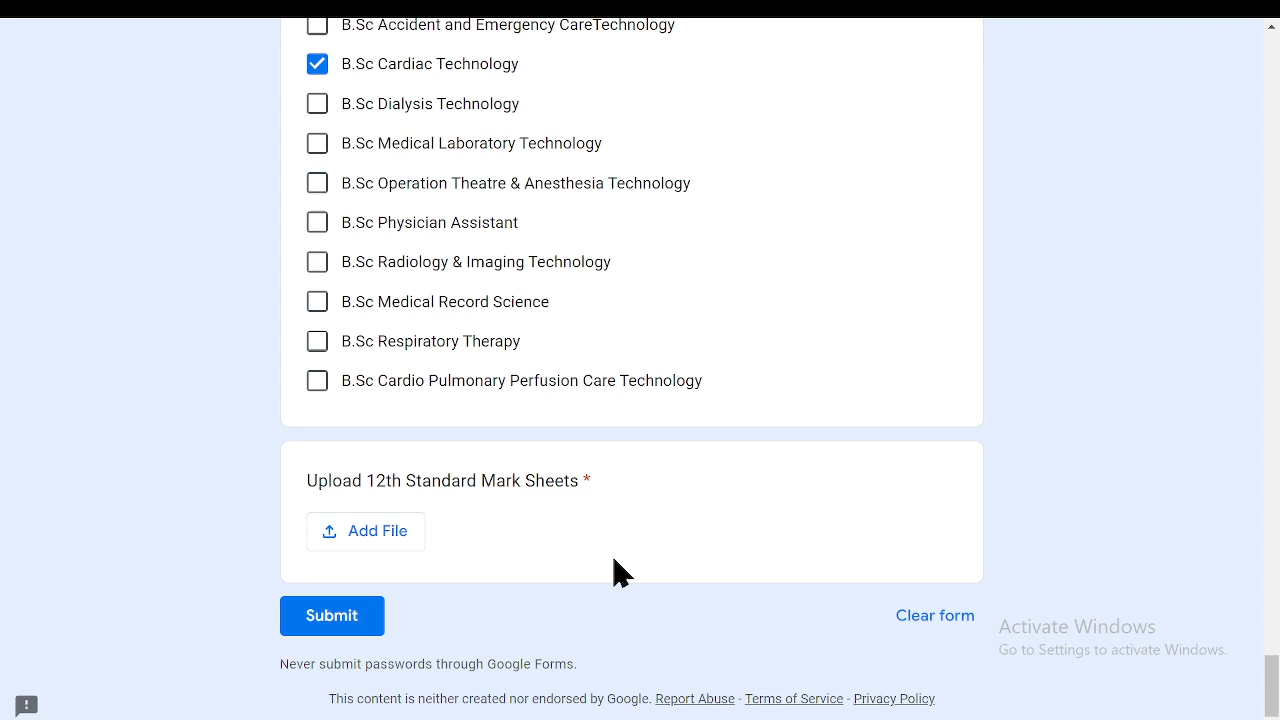 B.Sc Accident and Emergency CareTechnology
B.Sc Cardiac Technology
B.Sc Dialysis Technology
B.Sc Medical Laboratory Technology
B.Sc Operation Theatre & Anesthesia Technology
B.Sc Physician Assistant
B.Sc Radiology & Imaging Technology
B.Sc Medical Record Science
B.Sc Respiratory Therapy
B.Sc Cardio Pulmonary Perfusion Care Technology
Upload 12th Standard Mark Sheets *
Add File
Submit
Clear form
Activate Windows
Go to Settings to activate Windows.
Never submit passwords through Google Forms.
This content is neither created nor endorsed by Google. Report Abuse - Terms of Service - Privacy Policy